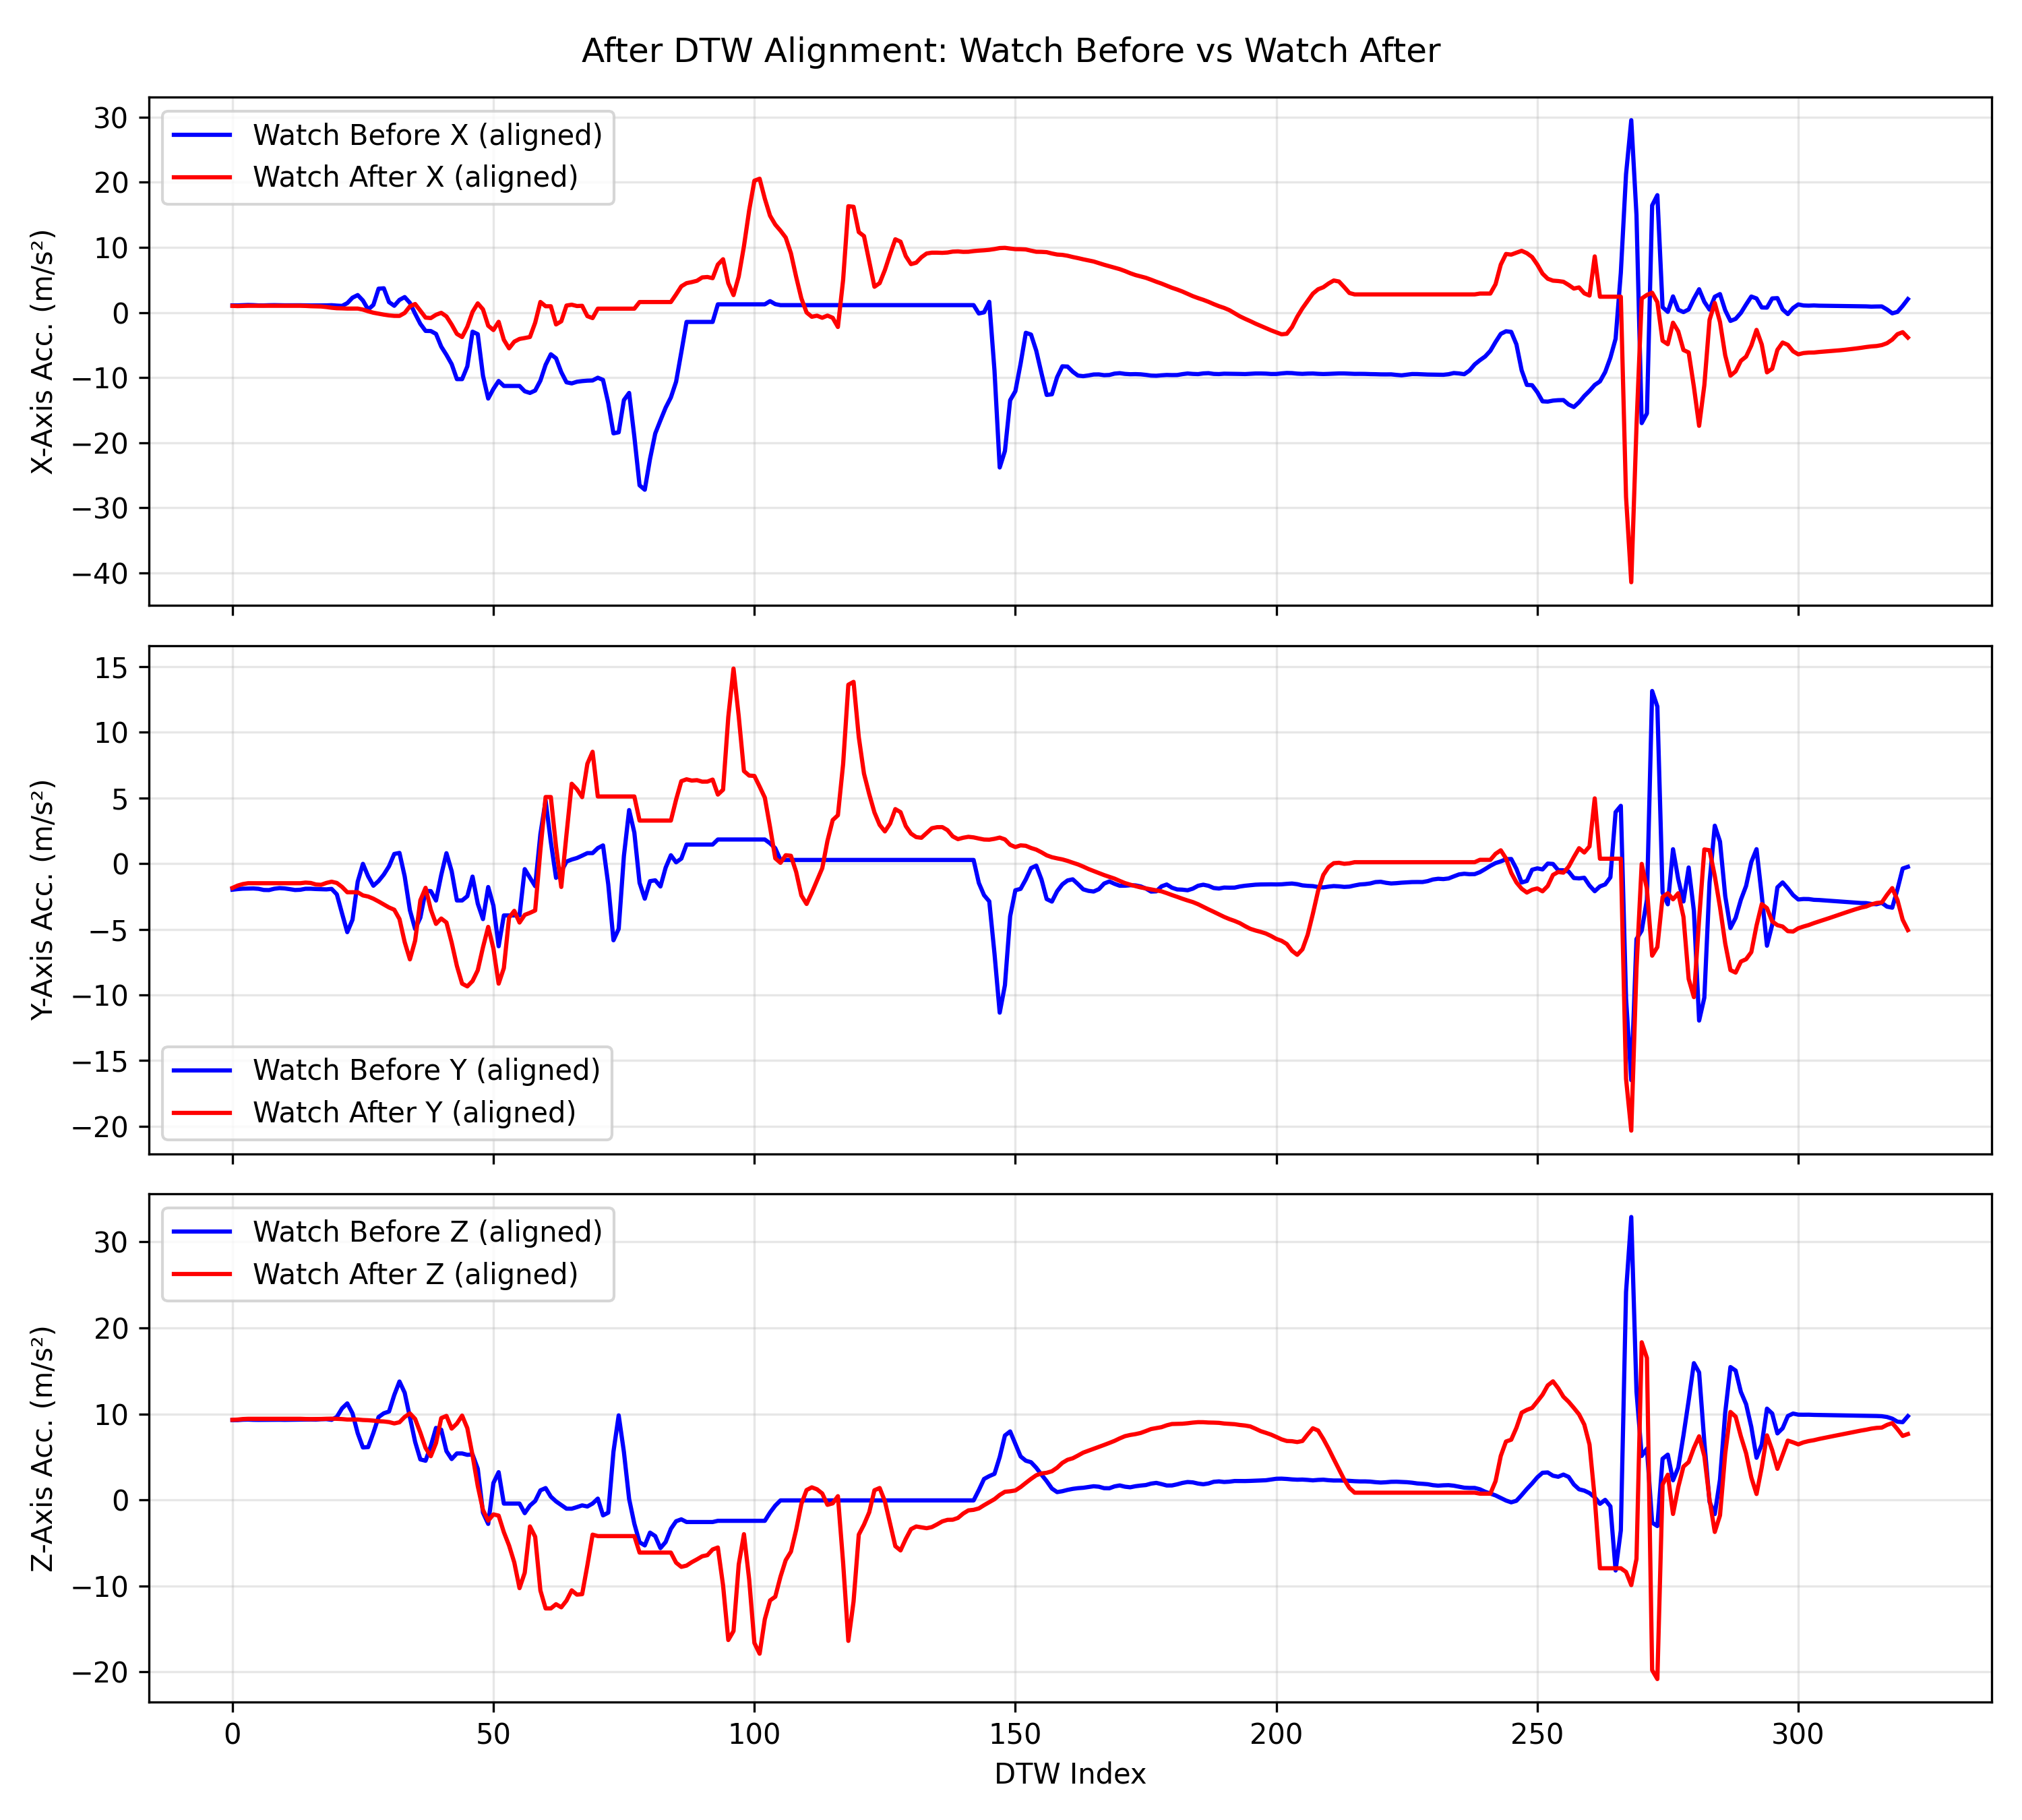 After DTW Alignment: Watch Before vs Watch After
X-Axis Acc. (m/s²)
30
20
10
0
−10
−20
−30
−40
Watch Before X (aligned)
Watch After X (aligned)
Y-Axis Acc. (m/s²)
15
10
5
0
−5
−10
−15
−20
Watch Before Y (aligned)
Watch After Y (aligned)
Z-Axis Acc. (m/s²)
30
20
10
0
−10
−20
Watch Before Z (aligned)
Watch After Z (aligned)
0 50 100 150 200 250 300
DTW Index